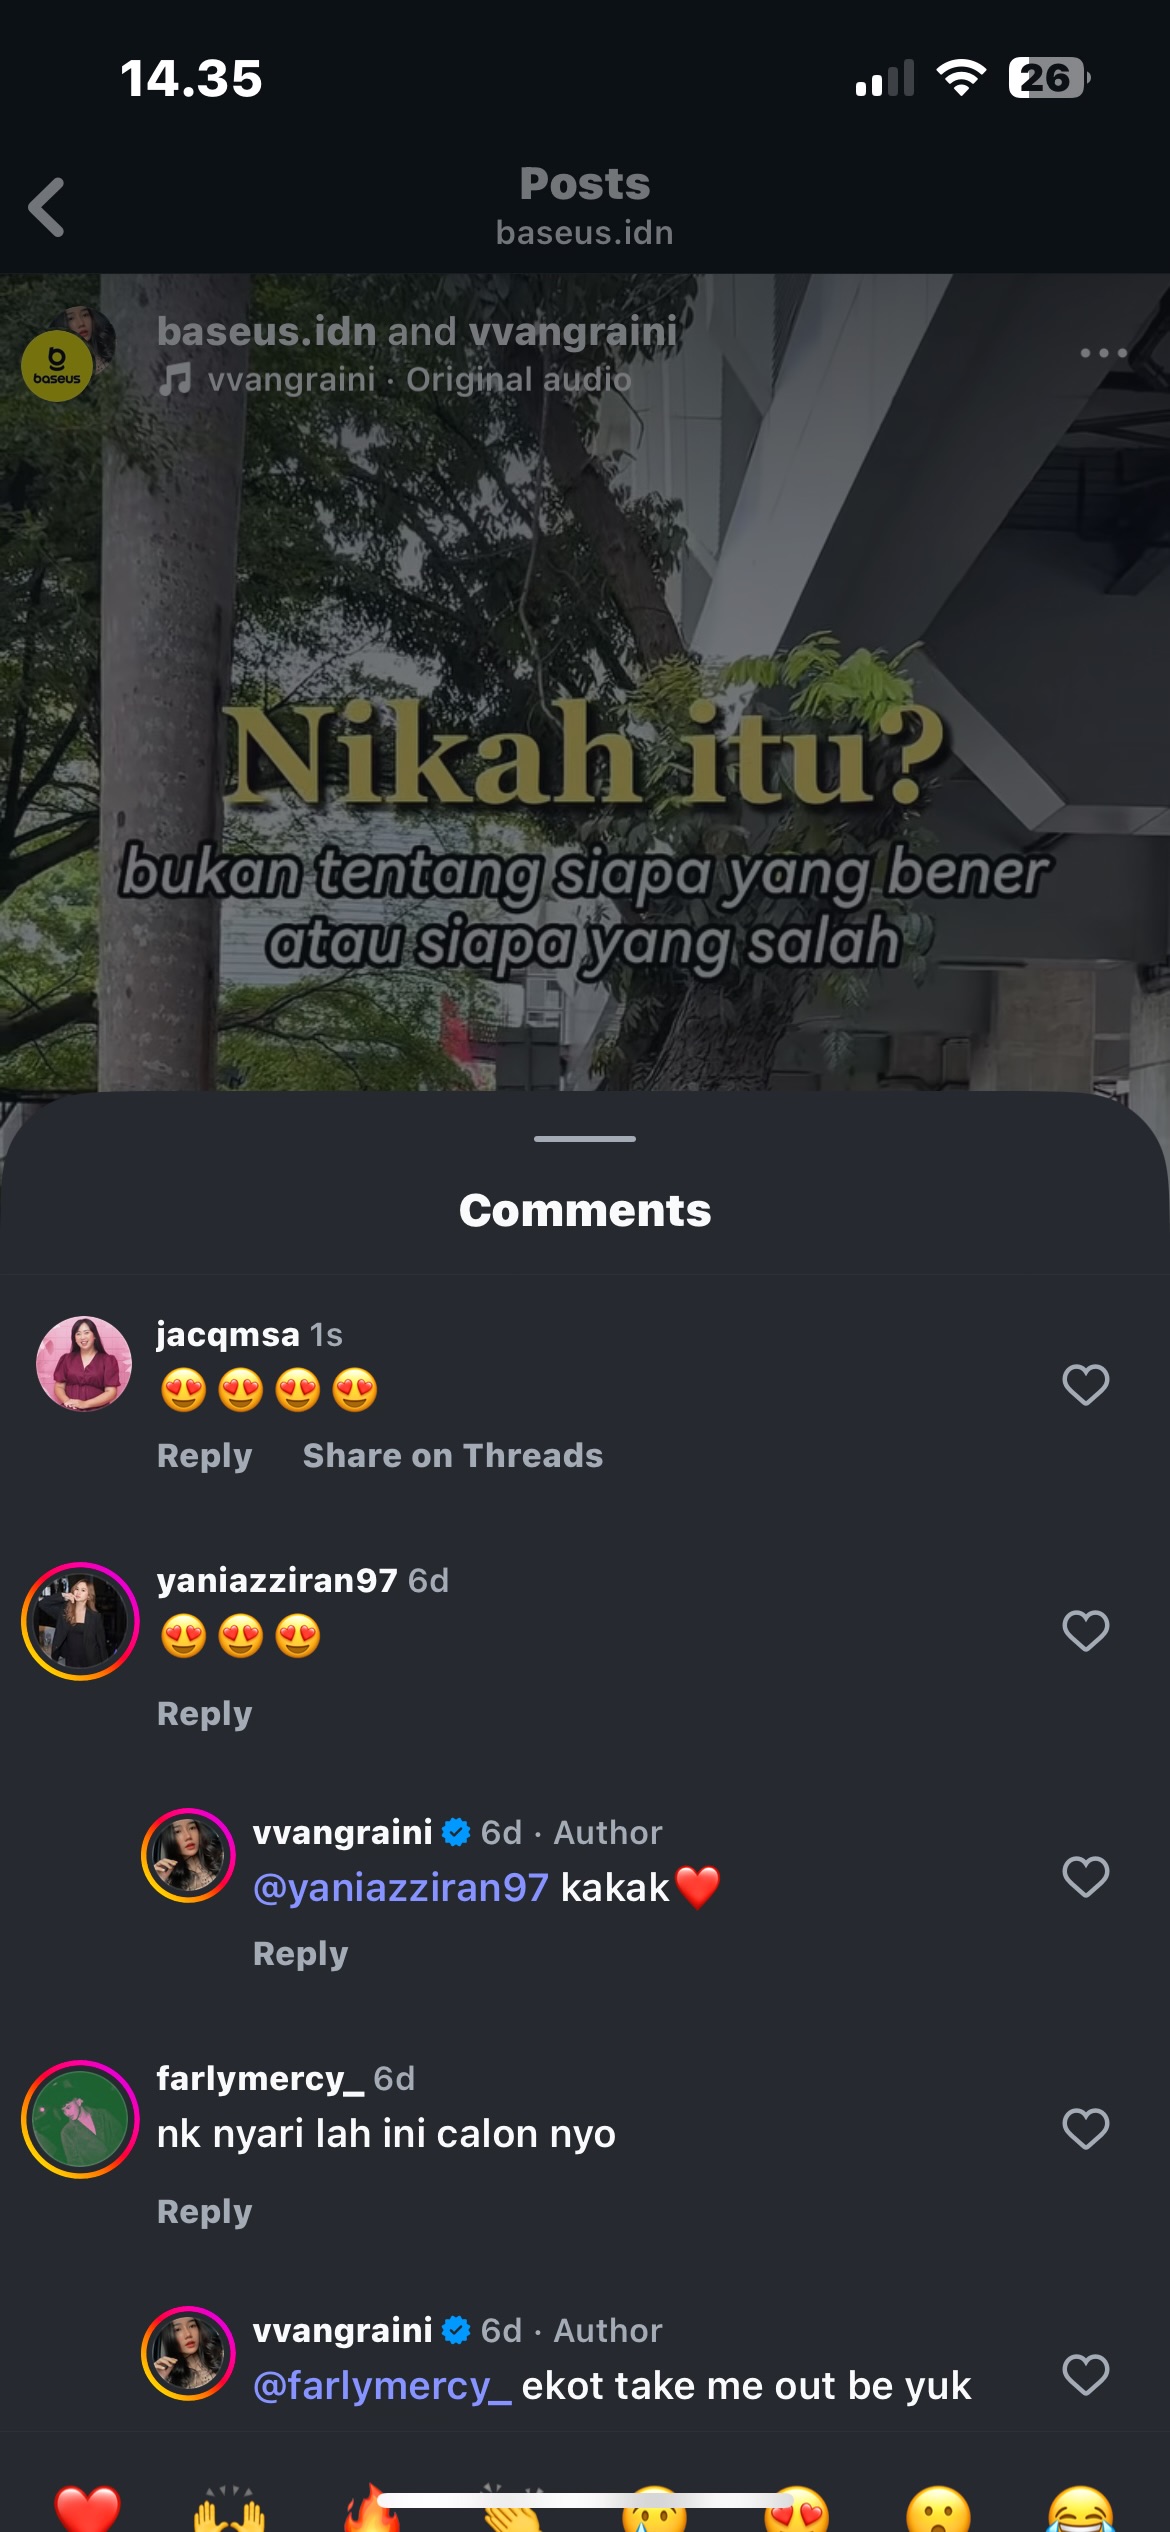 14.35
26
Posts
baseus.idn
baseus.idn and vvangraini
vvangraini · Original audio
baseus
Nikah itu?
bukan tentang siapa yang bener
atau siapa yang salah
Comments
jacqmsa 1s
😍😍😍😍
Reply Share on Threads
yaniazziran97 6d
😍😍😍
Reply
vvangraini 6d · Author
@yaniazziran97 kakak❤️
Reply
farlymercy_ 6d
nk nyari lah ini calon nyo
Reply
vvangraini 6d · Author
@farlymercy_ ekot take me out be yuk